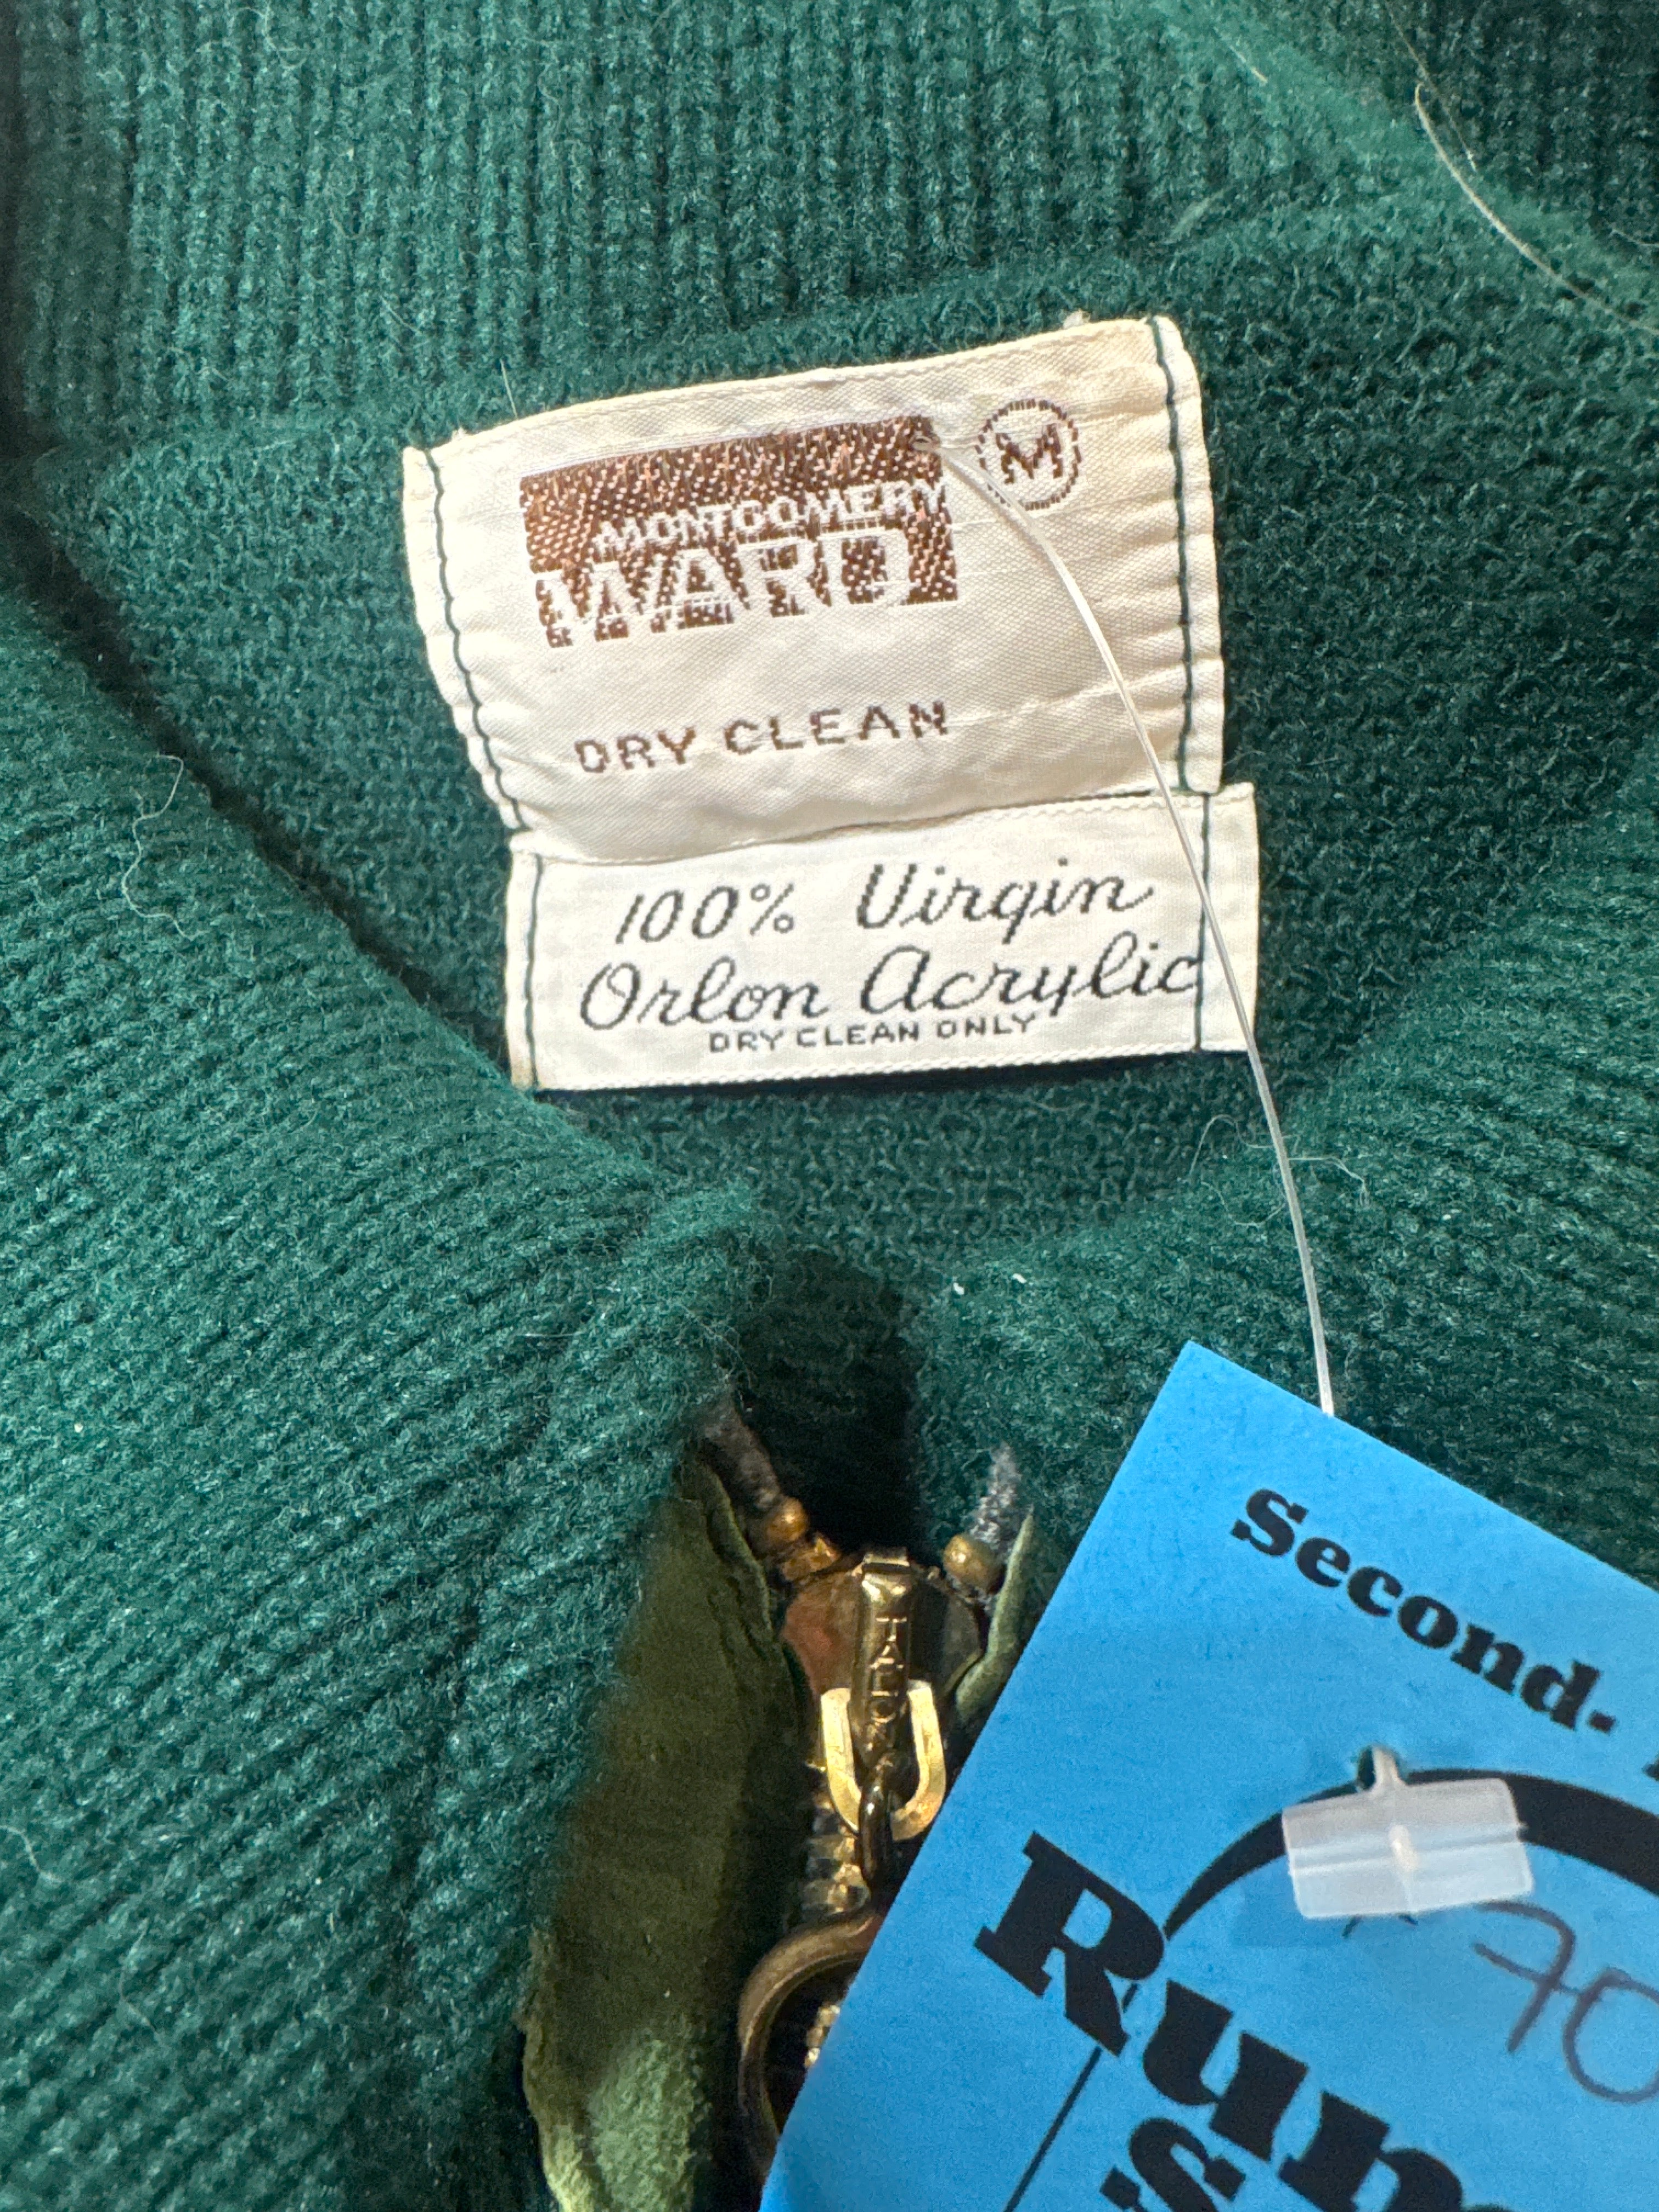 MONTGOMERY
WARD
M
DRY CLEAN
100% Virgin
Orlon Acrylic
DRY CLEAN ONLY
TALON
Second-
70